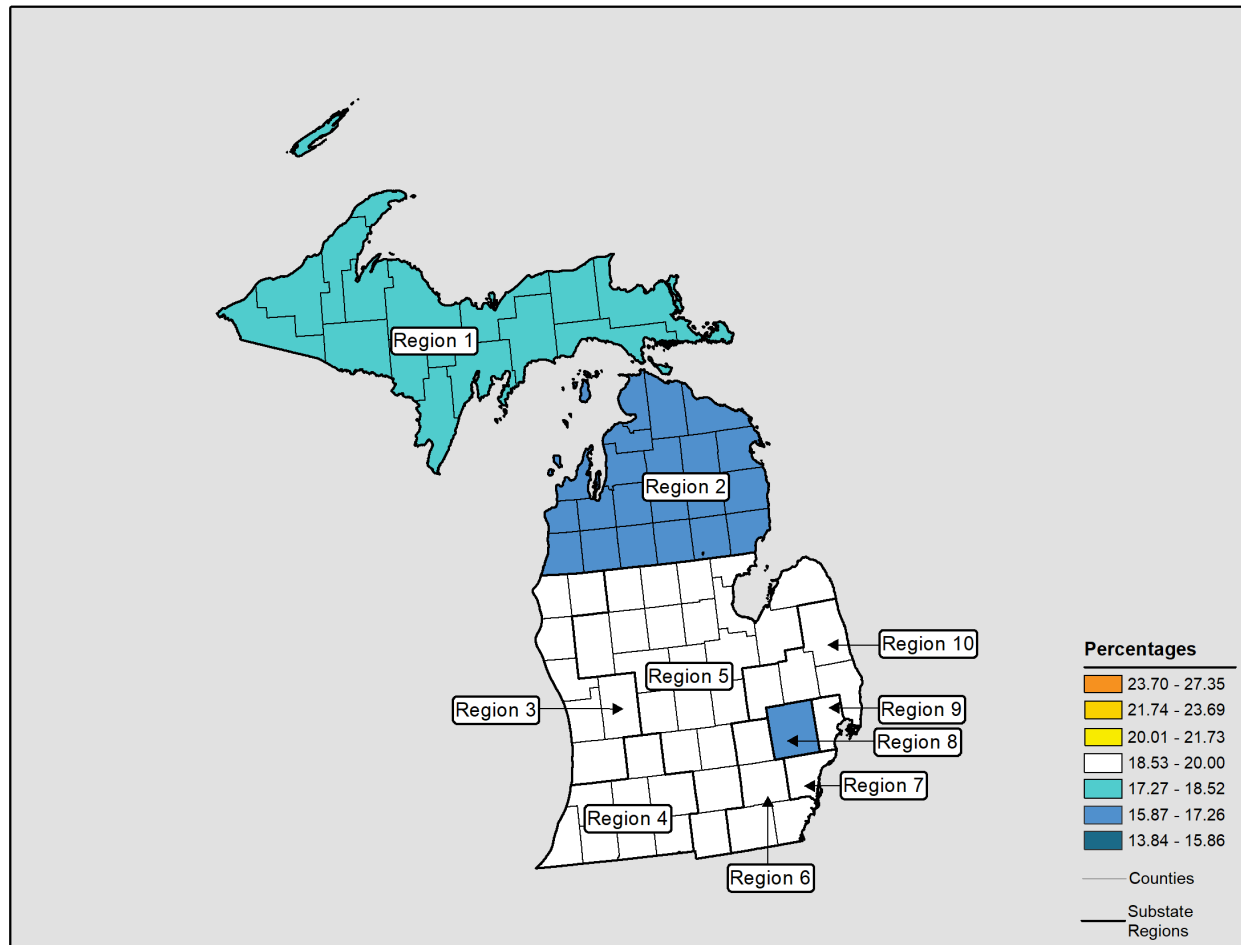 Region 1
Region 2
Region 10
Region 5
Region 3
Region 9
Region 8
Region 7
Region 4
Region 6
Percentages
23.70 - 27.35
21.74 - 23.69
20.01 - 21.73
18.53 - 20.00
17.27 - 18.52
15.87 - 17.26
13.84 - 15.86
Counties
Substate
Regions